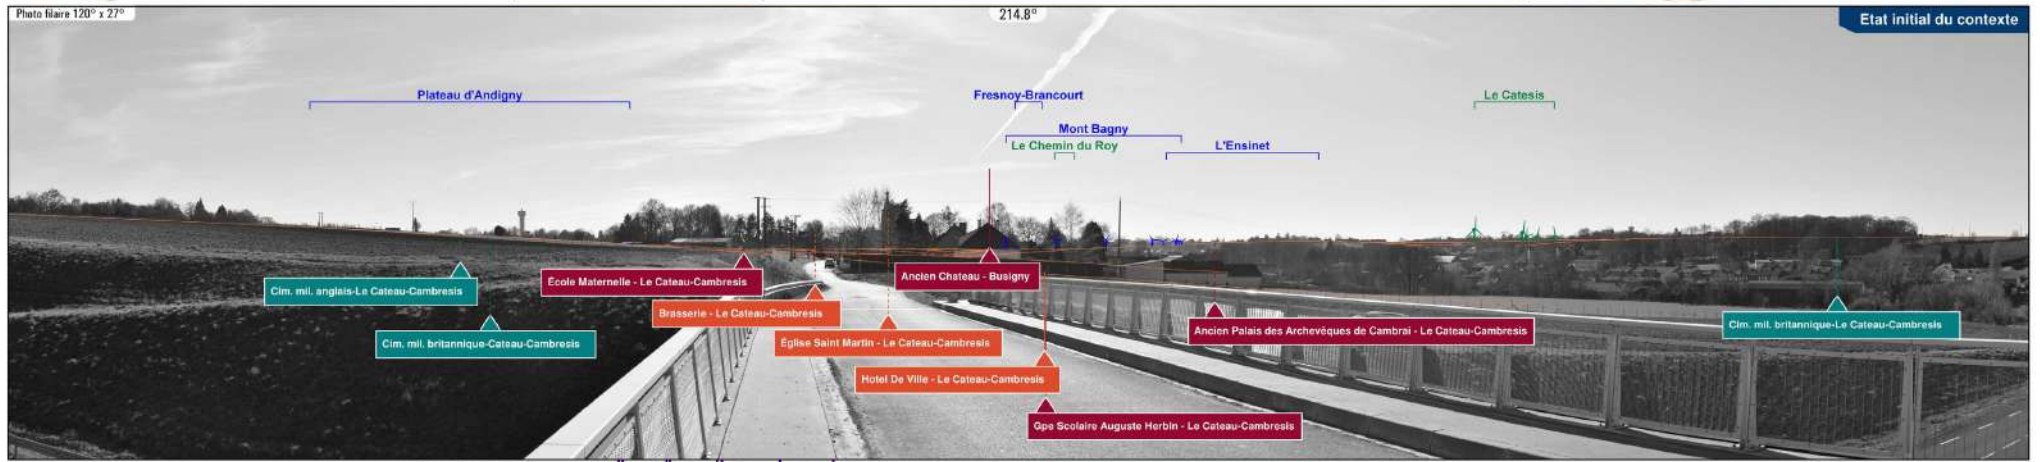 Photo filaire 120° x 27°
214.8°
Etat initial du contexte
Plateau d'Andigny
Fresnoy-Brancourt
Le Catesis
Mont Bagny
Le Chemin du Roy
L'Ensinet
Cim. mil. anglais-Le Cateau-Cambresis
École Maternelle - Le Cateau-Cambresis
Ancien Chateau - Busigny
Brasserie - Le Cateau-Cambresis
Cim. mil. britannique-Cateau-Cambresis
Église Saint Martin - Le Cateau-Cambresis
Ancien Palais des Archevêques de Cambrai - Le Cateau-Cambresis
Cim. mil. britannique-Le Cateau-Cambresis
Hotel De Ville - Le Cateau-Cambresis
Gpe Scolaire Auguste Herbin - Le Cateau-Cambresis